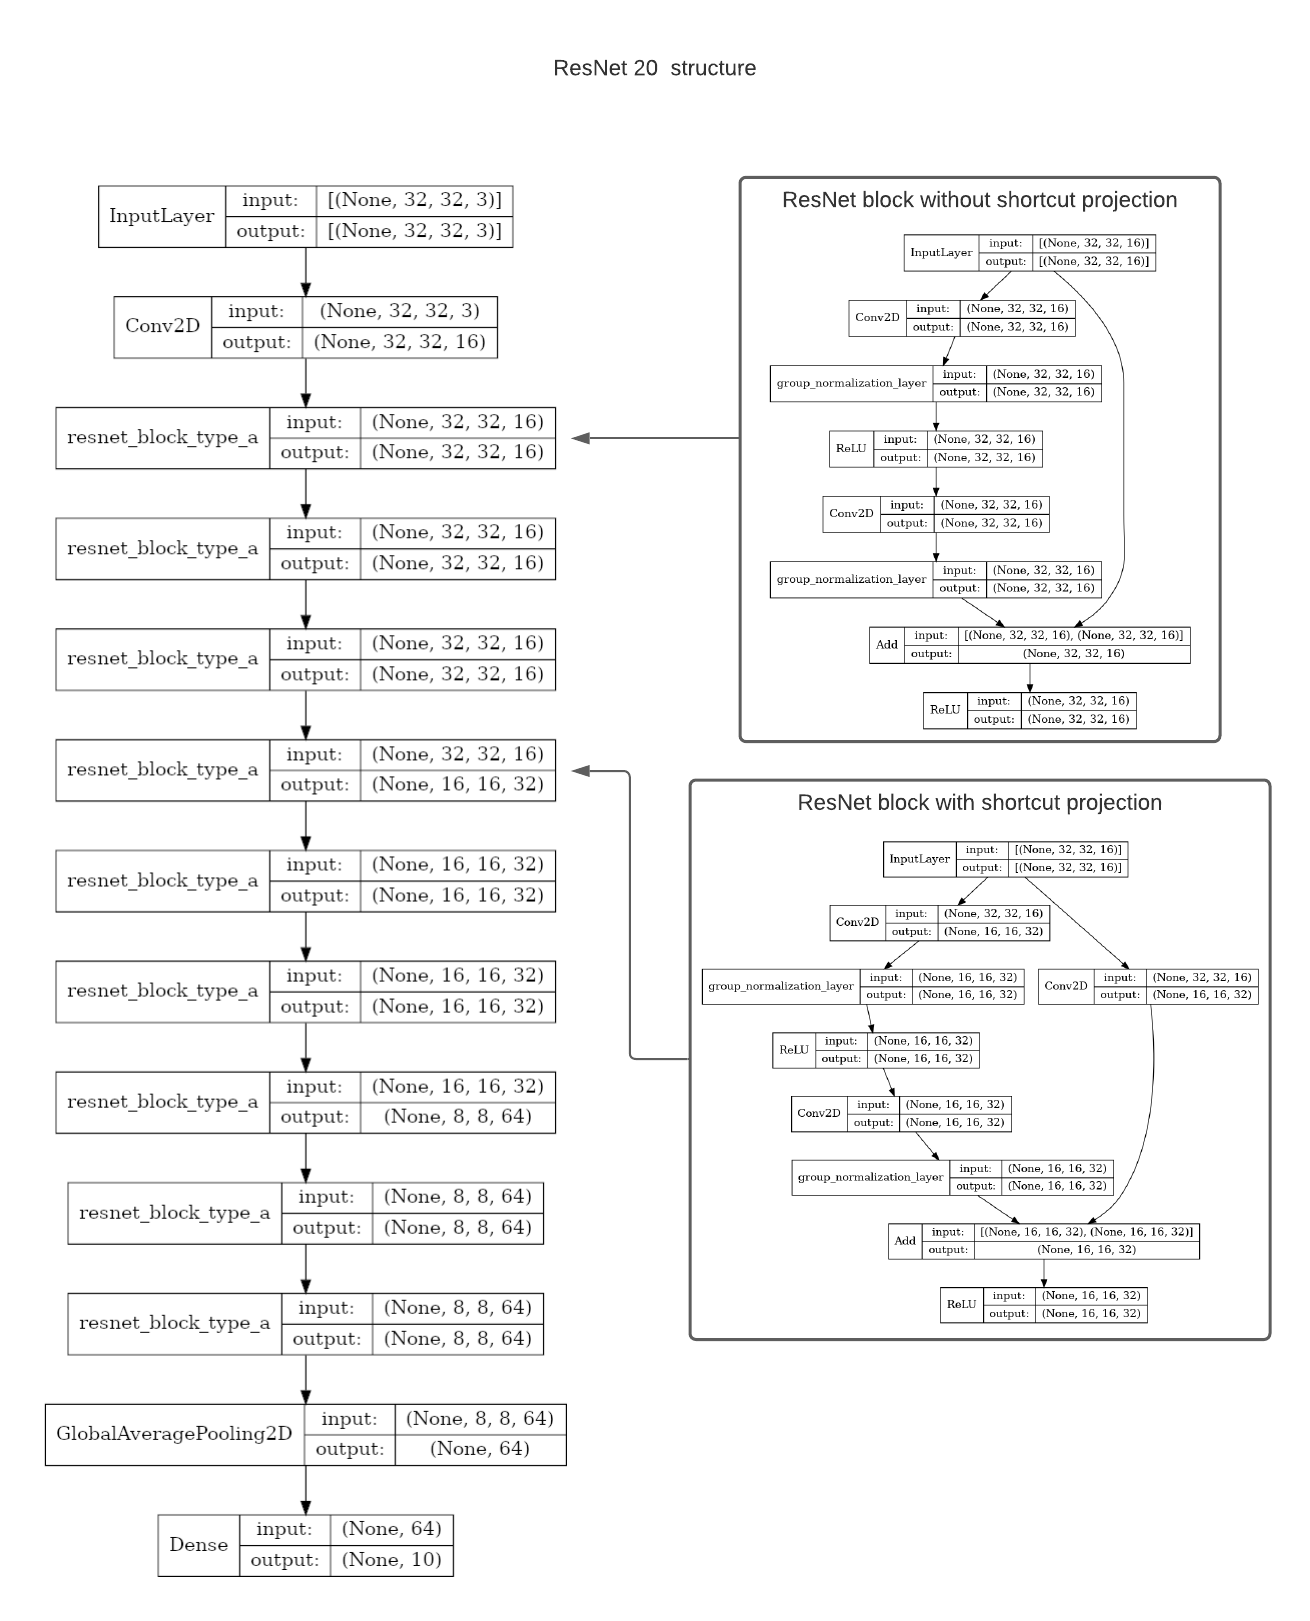 ResNet 20 structure
InputLayer
input: [(None, 32, 32, 3)]
output: [(None, 32, 32, 3)]
Conv2D
input: (None, 32, 32, 3)
output: (None, 32, 32, 16)
resnet_block_type_a
input: (None, 32, 32, 16)
output: (None, 32, 32, 16)
resnet_block_type_a
input: (None, 32, 32, 16)
output: (None, 32, 32, 16)
resnet_block_type_a
input: (None, 32, 32, 16)
output: (None, 32, 32, 16)
resnet_block_type_a
input: (None, 32, 32, 16)
output: (None, 16, 16, 32)
resnet_block_type_a
input: (None, 16, 16, 32)
output: (None, 16, 16, 32)
resnet_block_type_a
input: (None, 16, 16, 32)
output: (None, 16, 16, 32)
resnet_block_type_a
input: (None, 16, 16, 32)
output: (None, 8, 8, 64)
resnet_block_type_a
input: (None, 8, 8, 64)
output: (None, 8, 8, 64)
resnet_block_type_a
input: (None, 8, 8, 64)
output: (None, 8, 8, 64)
GlobalAveragePooling2D
input: (None, 8, 8, 64)
output: (None, 64)
Dense
input: (None, 64)
output: (None, 10)
ResNet block without shortcut projection
InputLayer
input: [(None, 32, 32, 16)]
output: [(None, 32, 32, 16)]
Conv2D
input: (None, 32, 32, 16)
output: (None, 32, 32, 16)
group_normalization_layer
input: (None, 32, 32, 16)
output: (None, 32, 32, 16)
ReLU
input: (None, 32, 32, 16)
output: (None, 32, 32, 16)
Conv2D
input: (None, 32, 32, 16)
output: (None, 32, 32, 16)
group_normalization_layer
input: (None, 32, 32, 16)
output: (None, 32, 32, 16)
Add
input: [(None, 32, 32, 16), (None, 32, 32, 16)]
output: (None, 32, 32, 16)
ReLU
input: (None, 32, 32, 16)
output: (None, 32, 32, 16)
ResNet block with shortcut projection
InputLayer
input: [(None, 32, 32, 16)]
output: [(None, 32, 32, 16)]
Conv2D
input: (None, 32, 32, 16)
output: (None, 16, 16, 32)
group_normalization_layer
input: (None, 16, 16, 32)
output: (None, 16, 16, 32)
Conv2D
input: (None, 32, 32, 16)
output: (None, 16, 16, 32)
ReLU
input: (None, 16, 16, 32)
output: (None, 16, 16, 32)
Conv2D
input: (None, 16, 16, 32)
output: (None, 16, 16, 32)
group_normalization_layer
input: (None, 16, 16, 32)
output: (None, 16, 16, 32)
Add
input: [(None, 16, 16, 32), (None, 16, 16, 32)]
output: (None, 16, 16, 32)
ReLU
input: (None, 16, 16, 32)
output: (None, 16, 16, 32)